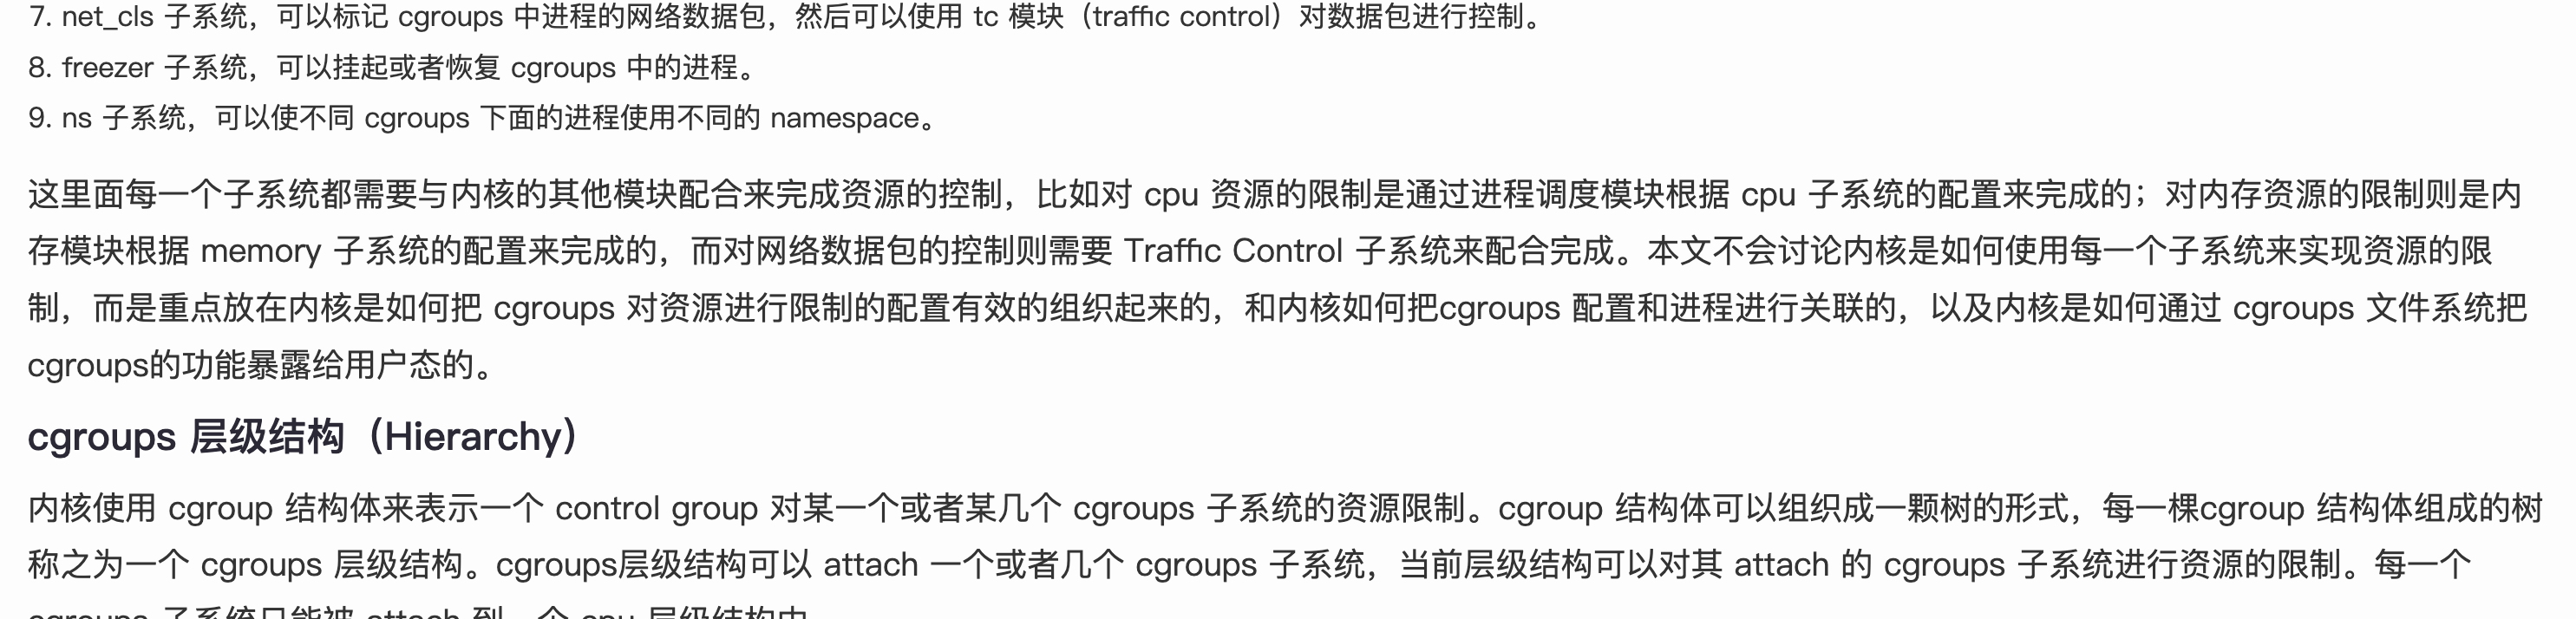 7. net_cls 子系统，可以标记 cgroups 中进程的网络数据包，然后可以使用 tc 模块（traffic control）对数据包进行控制。
8. freezer 子系统，可以挂起或者恢复 cgroups 中的进程。
9. ns 子系统，可以使不同 cgroups 下面的进程使用不同的 namespace。
这里面每一个子系统都需要与内核的其他模块配合来完成资源的控制，比如对 cpu 资源的限制是通过进程调度模块根据 cpu 子系统的配置来完成的；对内存资源的限制则是内
存模块根据 memory 子系统的配置来完成的，而对网络数据包的控制则需要 Traffic Control 子系统来配合完成。本文不会讨论内核是如何使用每一个子系统来实现资源的限
制，而是重点放在内核是如何把 cgroups 对资源进行限制的配置有效的组织起来的，和内核如何把cgroups 配置和进程进行关联的，以及内核是如何通过 cgroups 文件系统把
cgroups的功能暴露给用户态的。
cgroups 层级结构（Hierarchy）
内核使用 cgroup 结构体来表示一个 control group 对某一个或者某几个 cgroups 子系统的资源限制。cgroup 结构体可以组织成一颗树的形式，每一棵cgroup 结构体组成的树
称之为一个 cgroups 层级结构。cgroups层级结构可以 attach 一个或者几个 cgroups 子系统，当前层级结构可以对其 attach 的 cgroups 子系统进行资源的限制。每一个
cgroups 子系统只能被 attach 到一个 cpu 层级结构中